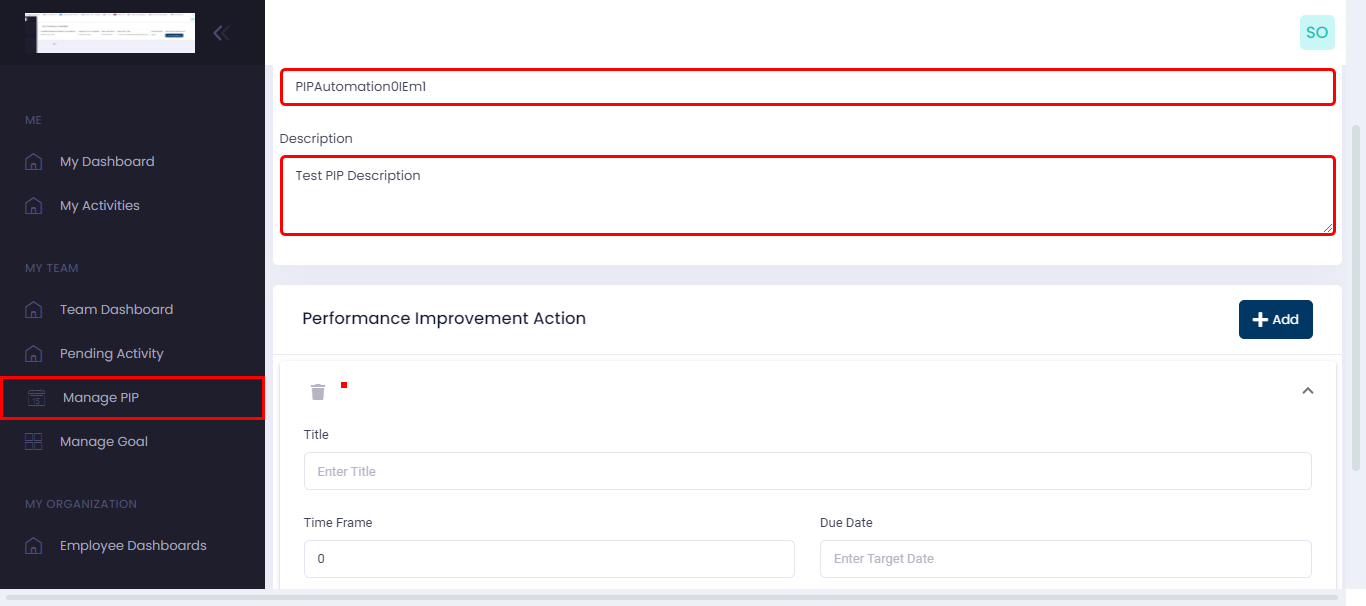 SO
ME
My Dashboard
My Activities
MY TEAM
Team Dashboard
Pending Activity
Manage PIP
Manage Goal
MY ORGANIZATION
Employee Dashboards
PIPAutomation0IEm1
Description
Test PIP Description
Performance Improvement Action
Add
Title
Enter Title
Time Frame
Due Date
0
Enter Target Date